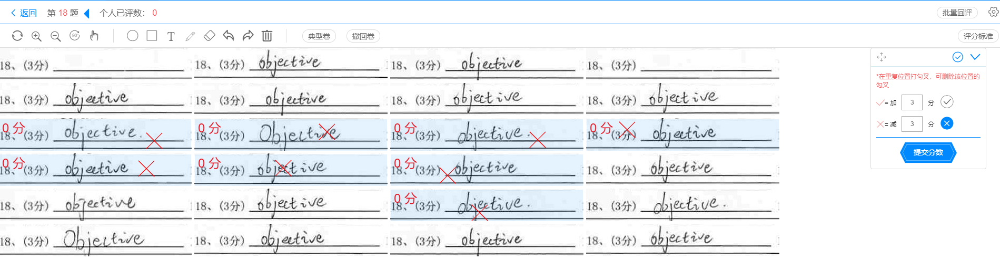 返回 第 18 题 个人已评数： 0 批量回评
90° T 典型卷 撤回卷 评分标准
18、(3分) 18、(3分) objective 18、(3分) objective 18、(3分)
18、(3分) objective 18、(3分) objective 18、(3分) objective 18、(3分) objective
0 分 0 分 0 分 0 分
18、(3分) objective. 18、(3分) Objective 18、(3分) objective. 18、(3分) objective
0 分 0 分 0 分
18、(3分) objective 18、(3分) objective 18、(3分) objective 18、(3分) objective
0 分
18、(3分) objective 18、(3分) objective 18、(3分) objective. 18、(3分) objective.
18、(3分) Objective 18、(3分) objective 18、(3分) objective 18、(3分) objective
*在重复位置打勾叉，可删除该位置的
勾叉
= 加 3 分
= 减 3 分
提交分数